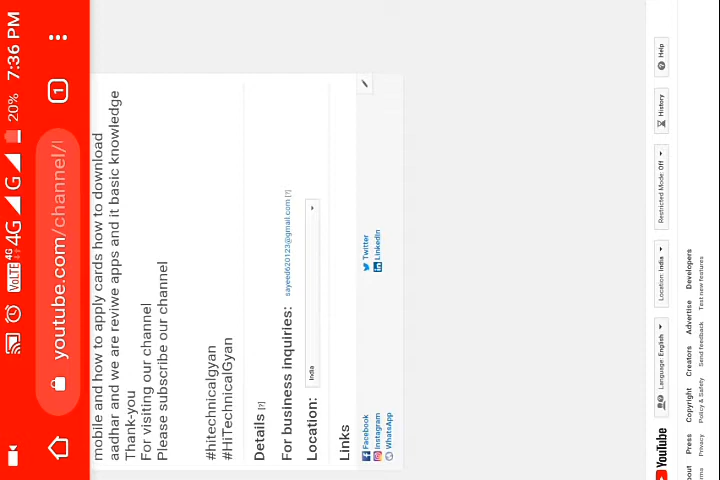 VoLTE 4G 4G G 20% 7:36 PM
youtube.com/channel/
1
mobile and how to apply cards how to download
aadhar and we are reviwe apps and it basic knowledge
Thank-you
For visiting our channel
Please subscribe our channel
#hitechnicalgyan
#HiTechnicalGyan
Details [?]
For business inquiries: sayeed620123@gmail.com [?]
Location: India
Links
Facebook Twitter
Instagram LinkedIn
WhatsApp
YouTube Language: English Location: India Restricted Mode: Off History Help
out Press Copyright Creators Advertise Developers
Privacy Policy & Safety Send feedback Test new features